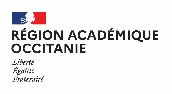 RÉGION ACADÉMIQUE
OCCITANIE
Liberté
Égalité
Fraternité